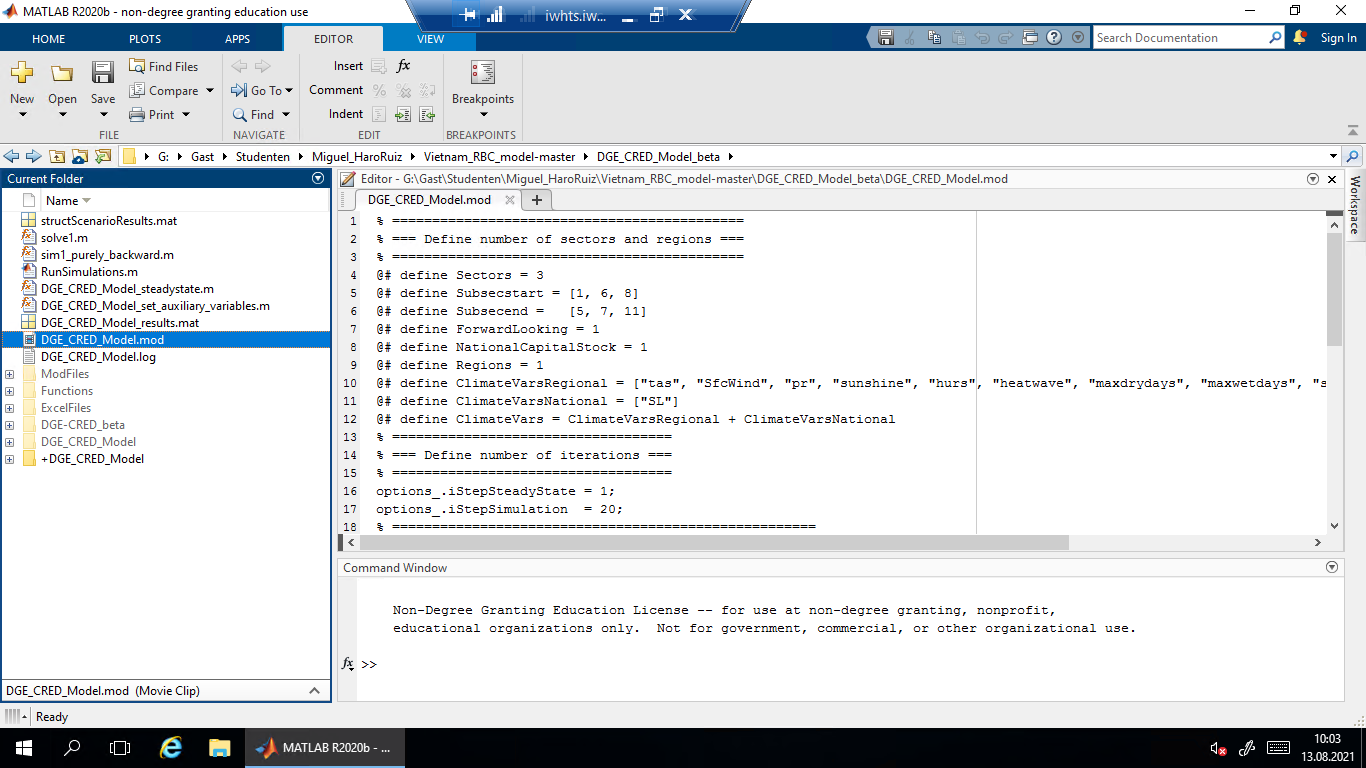 MATLAB R2020b - non-degree granting education use
iwhts.iw...
HOME PLOTS APPS EDITOR VIEW
Search Documentation
Sign In
New Open Save
Find Files
Compare
Print
FILE
Go To
Find
NAVIGATE
Insert fx
Comment
Indent
EDIT
Breakpoints
BREAKPOINTS
G: Gast Studenten Miguel_HaroRuiz Vietnam_RBC_model-master DGE_CRED_Model_beta
Current Folder
Name
structScenarioResults.mat
solve1.m
sim1_purely_backward.m
RunSimulations.m
DGE_CRED_Model_steadystate.m
DGE_CRED_Model_set_auxiliary_variables.m
DGE_CRED_Model_results.mat
DGE_CRED_Model.mod
DGE_CRED_Model.log
ModFiles
Functions
ExcelFiles
DGE-CRED_beta
DGE_CRED_Model
+DGE_CRED_Model
DGE_CRED_Model.mod (Movie Clip)
Editor - G:\Gast\Studenten\Miguel_HaroRuiz\Vietnam_RBC_model-master\DGE_CRED_Model_beta\DGE_CRED_Model.mod
Workspace
DGE_CRED_Model.mod
1 % ============================================
2 % === Define number of sectors and regions ===
3 % ============================================
4 @# define Sectors = 3
5 @# define Subsecstart = [1, 6, 8]
6 @# define Subsecend =   [5, 7, 11]
7 @# define ForwardLooking = 1
8 @# define NationalCapitalStock = 1
9 @# define Regions = 1
10 @# define ClimateVarsRegional = ["tas", "SfcWind", "pr", "sunshine", "hurs", "heatwave", "maxdrydays", "maxwetdays", "s
11 @# define ClimateVarsNational = ["SL"]
12 @# define ClimateVars = ClimateVarsRegional + ClimateVarsNational
13 % ===================================
14 % === Define number of iterations ===
15 % ===================================
16 options_.iStepSteadyState = 1;
17 options_.iStepSimulation  = 20;
18 % =====================================================
Command Window
Non-Degree Granting Education License -- for use at non-degree granting, nonprofit,
educational organizations only.  Not for government, commercial, or other organizational use.
fx >>
Ready
MATLAB R2020b - ...
10:03
13.08.2021